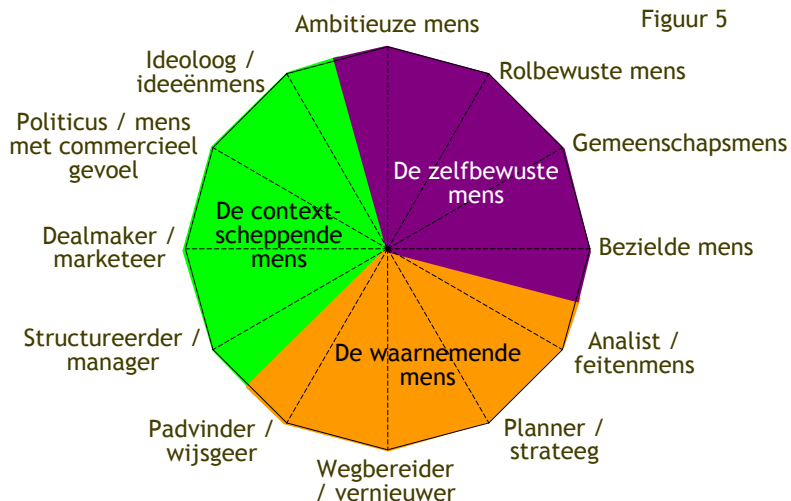 Figuur 5
Ambitieuze mens
Rolbewuste mens
Gemeenschapsmens
Bezielde mens
Analist /
feitenmens
Planner /
strateeg
Wegbereider
/ vernieuwer
Padvinder /
wijsgeer
Structureerder /
manager
Dealmaker /
marketeer
Politicus / mens
met commercieel
gevoel
Ideoloog /
ideeënmens
De zelfbewuste
mens
De context-
scheppende
mens
De waarnemende
mens